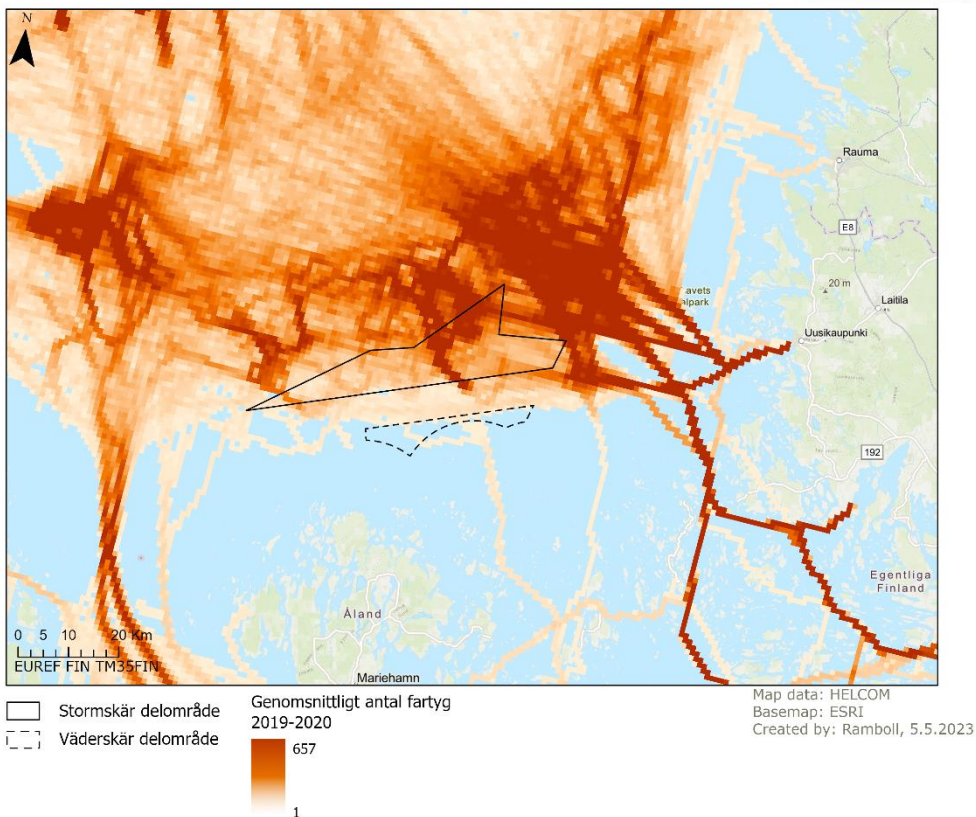 N
Rauma
E8
20 m
avets
alpark
Laitila
Uusikaupunki
192
Egentliga
Finland
Åland
0 5 10 20 Km
EUREF FIN TM35FIN
Mariehamn
Stormskär delområde
Väderskär delområde
Genomsnittligt antal fartyg
2019-2020
657
1
Map data: HELCOM
Basemap: ESRI
Created by: Ramboll, 5.5.2023